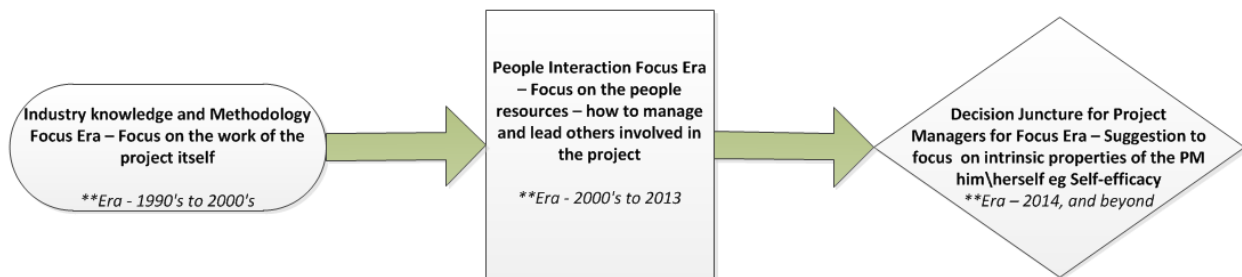 Industry knowledge and Methodology
Focus Era – Focus on the work of the
project itself
**Era - 1990's to 2000's
People Interaction Focus Era
– Focus on the people
resources – how to manage
and lead others involved in
the project
**Era - 2000's to 2013
Decision Juncture for Project
Managers for Focus Era – Suggestion to
focus on intrinsic properties of the PM
him\herself eg Self-efficacy
**Era – 2014, and beyond